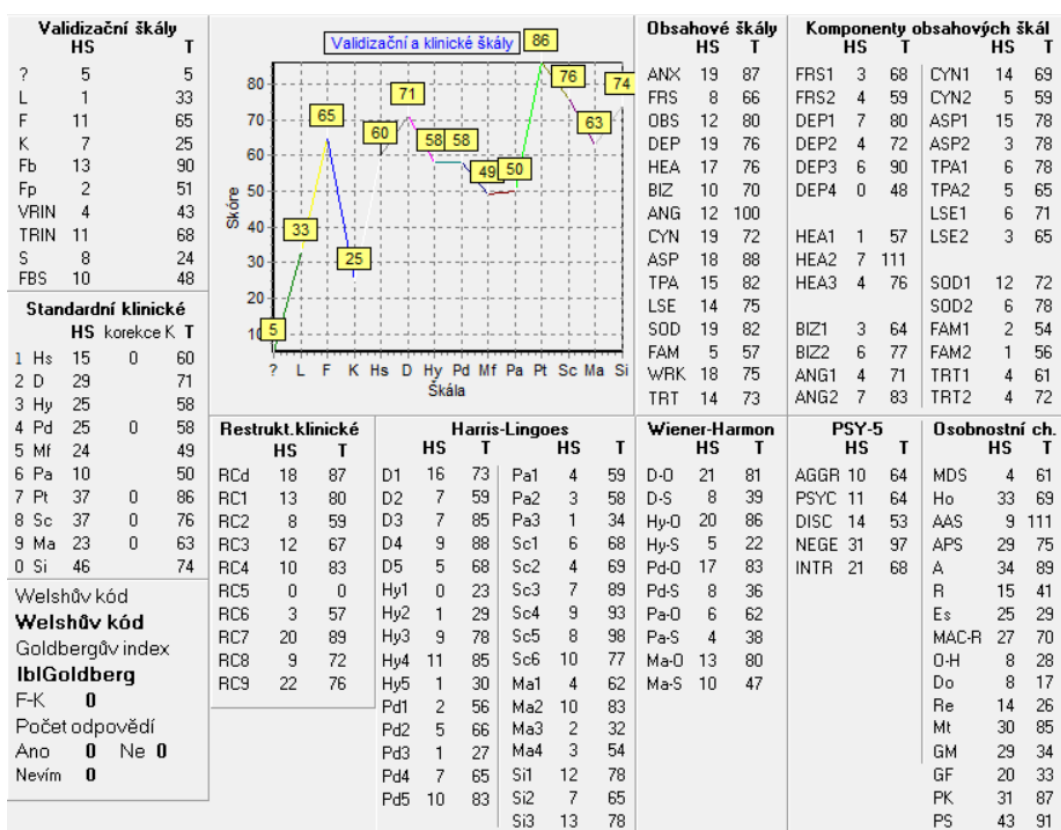 Validizační škály
HS T
? 5 5
L 1 33
F 11 65
K 7 25
Fb 13 90
Fp 2 51
VRIN 4 43
TRIN 11 68
S 8 24
FBS 10 48
Standardní klinické
HS korekce K T
1 Hs 15 0 60
2 D 29 71
3 Hy 25 58
4 Pd 25 0 58
5 Mf 24 49
6 Pa 10 50
7 Pt 37 0 86
8 Sc 37 0 76
9 Ma 23 0 63
0 Si 46 74
Welshův kód
Welshův kód
Goldbergův index
lblGoldberg
F-K 0
Počet odpovědí
Ano 0 Ne 0
Nevím 0
Validizační a klinické škály
86
76
74
71
65
63
60
58
58
49
50
33
25
5
80
70
60
50
40
30
20
10
Skóre
? L F K Hs D Hy Pd Mf Pa Pt Sc Ma Si
Škála
Obsahové škály
HS T
ANX 19 87
FRS 8 66
OBS 12 80
DEP 19 76
HEA 17 76
BIZ 10 70
ANG 12 100
CYN 19 72
ASP 18 88
TPA 15 82
LSE 14 75
SOD 19 82
FAM 5 57
WRK 18 75
TRT 14 73
Komponenty obsahových škál
HS T HS T
FRS1 3 68 CYN1 14 69
FRS2 4 59 CYN2 5 59
DEP1 7 80 ASP1 15 78
DEP2 4 72 ASP2 3 78
DEP3 6 90 TPA1 6 78
DEP4 0 48 TPA2 5 65
LSE1 6 71
HEA1 1 57 LSE2 3 65
HEA2 7 111
HEA3 4 76 SOD1 12 72
SOD2 6 78
BIZ1 3 64 FAM1 2 54
BIZ2 6 77 FAM2 1 56
ANG1 4 71 TRT1 4 61
ANG2 7 83 TRT2 4 72
Restrukt.klinické
HS T
RCd 18 87
RC1 13 80
RC2 8 59
RC3 12 67
RC4 10 83
RC5 0 0
RC6 3 57
RC7 20 89
RC8 9 72
RC9 22 76
Harris-Lingoes
HS T HS T
D1 16 73 Pa1 4 59
D2 7 59 Pa2 3 58
D3 7 85 Pa3 1 34
D4 9 88 Sc1 6 68
D5 5 68 Sc2 4 69
Hy1 0 23 Sc3 7 89
Hy2 1 29 Sc4 9 93
Hy3 9 78 Sc5 8 98
Hy4 11 85 Sc6 10 77
Hy5 1 30 Ma1 4 62
Pd1 2 56 Ma2 10 83
Pd2 5 66 Ma3 2 32
Pd3 1 27 Ma4 3 54
Pd4 7 65 Si1 12 78
Pd5 10 83 Si2 7 65
Si3 13 78
Wiener-Harmon
HS T
D-O 21 81
D-S 8 39
Hy-O 20 86
Hy-S 5 22
Pd-O 17 83
Pd-S 8 36
Pa-O 6 62
Pa-S 4 38
Ma-O 13 80
Ma-S 10 47
PSY-5
HS T
AGGR 10 64
PSYC 11 64
DISC 14 53
NEGE 31 97
INTR 21 68
Osobnostní ch.
HS T
MDS 4 61
Ho 33 69
AAS 9 111
APS 29 75
A 34 89
R 15 41
Es 25 29
MAC-R 27 70
O-H 8 28
Do 8 17
Re 14 26
Mt 30 85
GM 29 34
GF 20 33
PK 31 87
PS 43 91